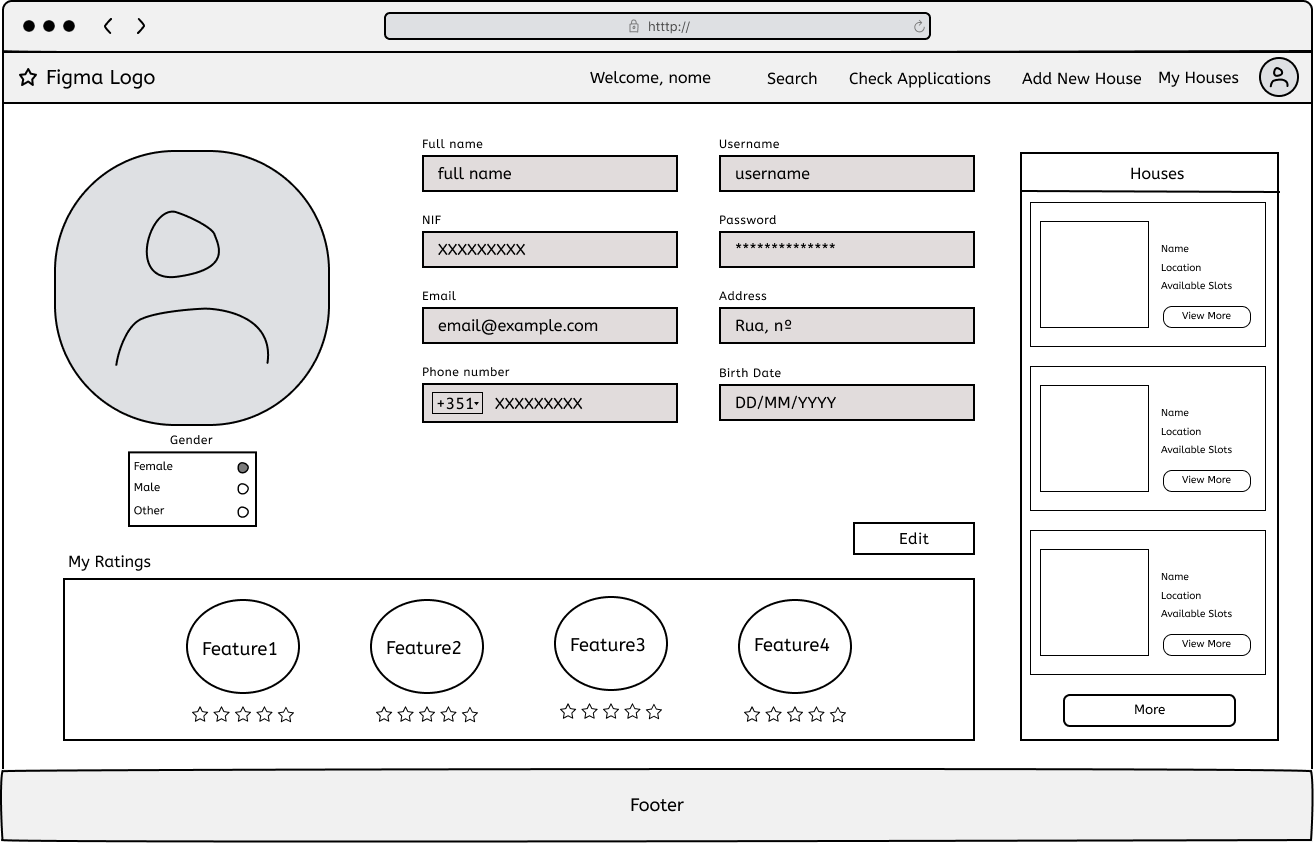 htttp://
Figma Logo
Welcome, nome
Search
Check Applications
Add New House
My Houses
Full name
full name
Username
username
NIF
XXXXXXXXX
Password
**************
Email
email@example.com
Address
Rua, nº
Phone number
+351
XXXXXXXXX
Birth Date
DD/MM/YYYY
Gender
Female
Male
Other
Edit
My Ratings
Feature1
Feature2
Feature3
Feature4
Houses
Name
Location
Available Slots
View More
Name
Location
Available Slots
View More
Name
Location
Available Slots
View More
More
Footer